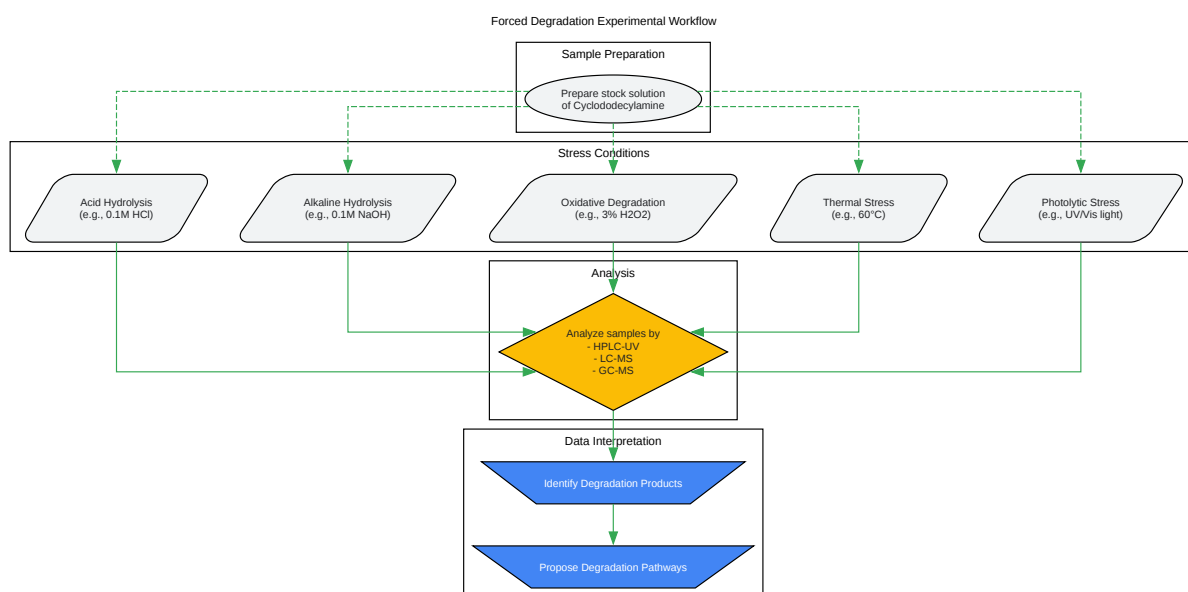 Forced Degradation Experimental Workflow
Sample Preparation
Prepare stock solution
of Cyclododecylamine
Stress Conditions
Acid Hydrolysis
(e.g., 0.1M HCl)
Alkaline Hydrolysis
(e.g., 0.1M NaOH)
Oxidative Degradation
(e.g., 3% H2O2)
Thermal Stress
(e.g., 60°C)
Photolytic Stress
(e.g., UV/Vis light)
Analysis
Analyze samples by
- HPLC-UV
- LC-MS
- GC-MS
Data Interpretation
Identify Degradation Products
Propose Degradation Pathways